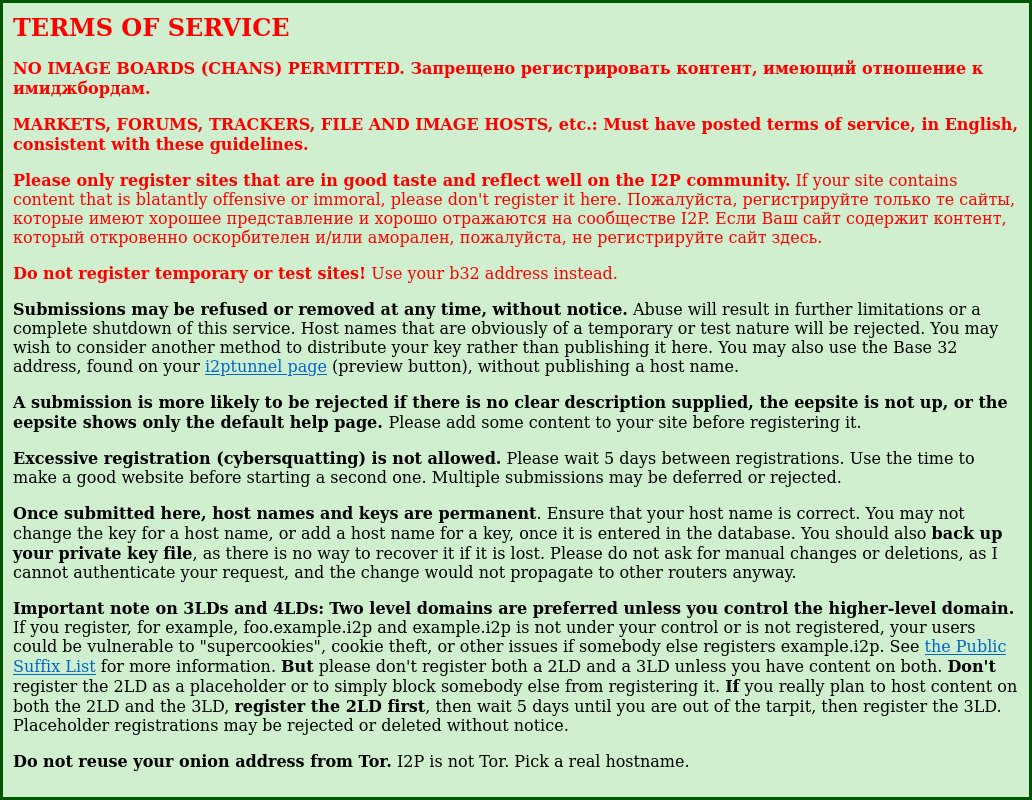 TERMS OF SERVICE
NO IMAGE BOARDS (CHANS) PERMITTED. Запрещено регистрировать контент, имеющий отношение к
имиджбордам.
MARKETS, FORUMS, TRACKERS, FILE AND IMAGE HOSTS, etc.: Must have posted terms of service, in English,
consistent with these guidelines.
Please only register sites that are in good taste and reflect well on the I2P community. If your site contains
content that is blatantly offensive or immoral, please don't register it here. Пожалуйста, регистрируйте только те сайты,
которые имеют хорошее представление и хорошо отражаются на сообществе I2P. Если Ваш сайт содержит контент,
который откровенно оскорбителен и/или аморален, пожалуйста, не регистрируйте сайт здесь.
Do not register temporary or test sites! Use your b32 address instead.
Submissions may be refused or removed at any time, without notice. Abuse will result in further limitations or a
complete shutdown of this service. Host names that are obviously of a temporary or test nature will be rejected. You may
wish to consider another method to distribute your key rather than publishing it here. You may also use the Base 32
address, found on your i2ptunnel page (preview button), without publishing a host name.
A submission is more likely to be rejected if there is no clear description supplied, the eepsite is not up, or the
eepsite shows only the default help page. Please add some content to your site before registering it.
Excessive registration (cybersquatting) is not allowed. Please wait 5 days between registrations. Use the time to
make a good website before starting a second one. Multiple submissions may be deferred or rejected.
Once submitted here, host names and keys are permanent. Ensure that your host name is correct. You may not
change the key for a host name, or add a host name for a key, once it is entered in the database. You should also back up
your private key file, as there is no way to recover it if it is lost. Please do not ask for manual changes or deletions, as I
cannot authenticate your request, and the change would not propagate to other routers anyway.
Important note on 3LDs and 4LDs: Two level domains are preferred unless you control the higher-level domain.
If you register, for example, foo.example.i2p and example.i2p is not under your control or is not registered, your users
could be vulnerable to "supercookies", cookie theft, or other issues if somebody else registers example.i2p. See the Public
Suffix List for more information. But please don't register both a 2LD and a 3LD unless you have content on both. Don't
register the 2LD as a placeholder or to simply block somebody else from registering it. If you really plan to host content on
both the 2LD and the 3LD, register the 2LD first, then wait 5 days until you are out of the tarpit, then register the 3LD.
Placeholder registrations may be rejected or deleted without notice.
Do not reuse your onion address from Tor. I2P is not Tor. Pick a real hostname.